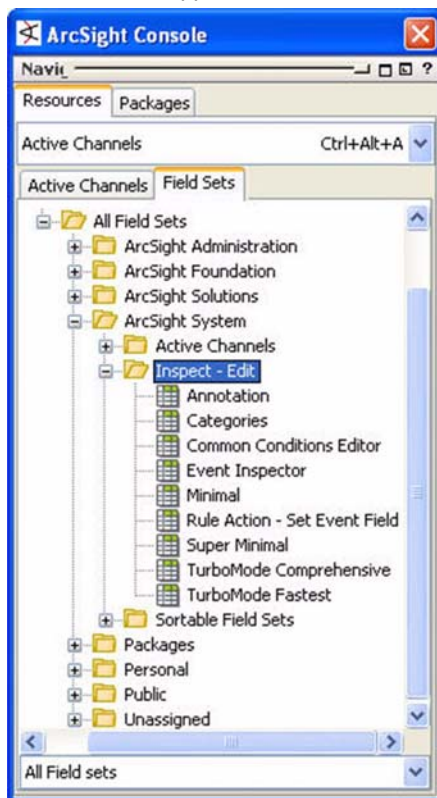 ArcSight Console
Navi
Resources Packages
Active Channels Ctrl+Alt+A
Active Channels Field Sets
All Field Sets
ArcSight Administration
ArcSight Foundation
ArcSight Solutions
ArcSight System
Active Channels
Inspect - Edit
Annotation
Categories
Common Conditions Editor
Event Inspector
Minimal
Rule Action - Set Event Field
Super Minimal
TurboMode Comprehensive
TurboMode Fastest
Sortable Field Sets
Packages
Personal
Public
Unassigned
All Field sets